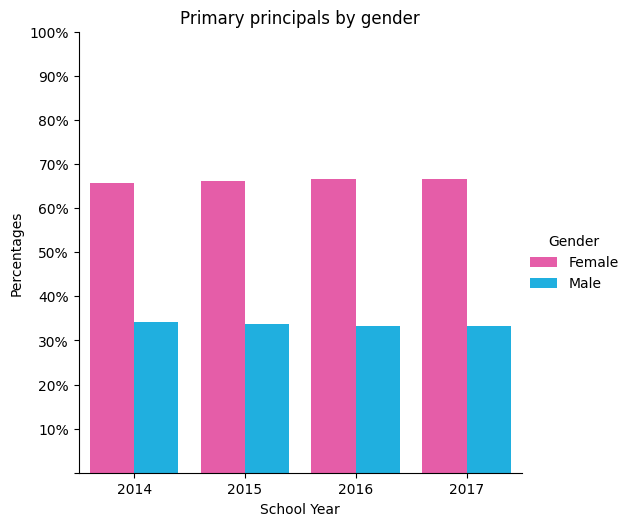 Primary principals by gender
100%
90%
80%
70%
60%
50%
40%
30%
20%
10%
Percentages
2014 2015 2016 2017
School Year
Gender
Female
Male